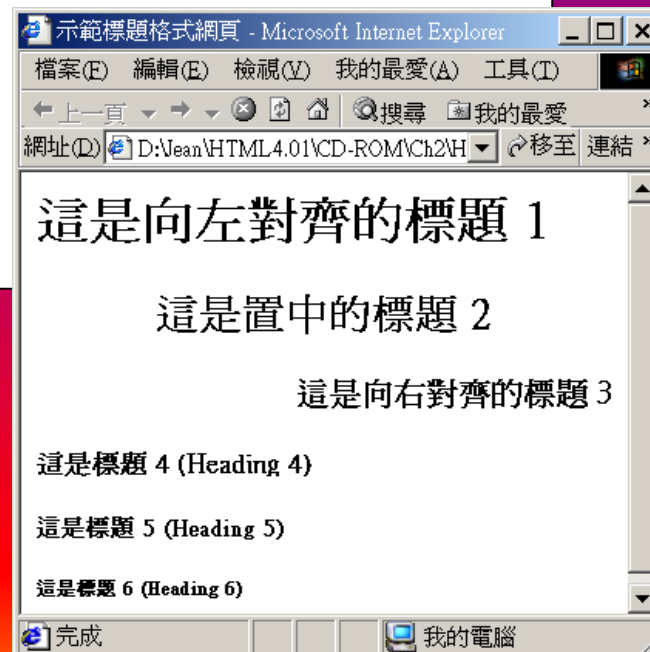 示範標題格式網頁 - Microsoft Internet Explorer
檔案(F) 編輯(E) 檢視(V) 我的最愛(A) 工具(T)
上一頁 搜尋 我的最愛 »
網址(D) D:\Jean\HTML4.01\CD-ROM\Ch2\H 移至 連結 »
這是向左對齊的標題 1
這是置中的標題 2
這是向右對齊的標題 3
這是標題 4 (Heading 4)
這是標題 5 (Heading 5)
這是標題 6 (Heading 6)
完成 我的電腦